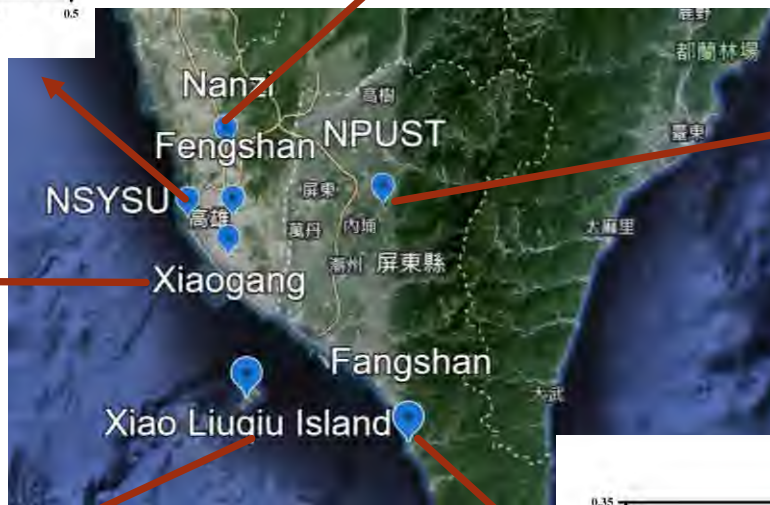 0.5
鹿野
都蘭林場
Nanzi
高樹
Fengshan
NPUST
臺東
NSYSU
高雄
屏東
萬丹
內埔
太麻里
潮州
屏東縣
Xiaogang
Fangshan
大武
Xiao Liuqiu Island
0.35